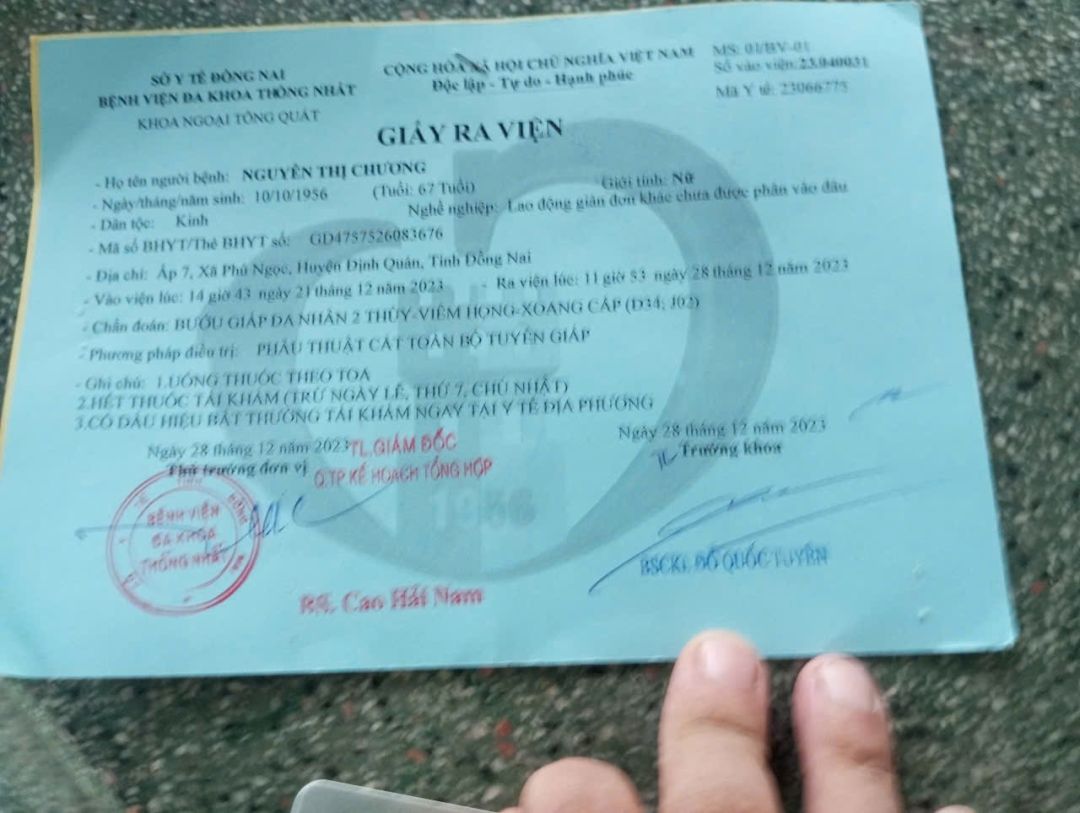 SỞ Y TẾ ĐỒNG NAI
BỆNH VIỆN ĐA KHOA THỐNG NHẤT
KHOA NGOẠI TỔNG QUÁT
CỘNG HÒA XÃ HỘI CHỦ NGHĨA VIỆT NAM
Độc lập - Tự do - Hạnh phúc
MS: 01/BV-01
Số vào viện: 23.040031
Mã Y tế: 23066775
GIẤY RA VIỆN
- Họ tên người bệnh: NGUYỄN THỊ CHƯƠNG
- Ngày/tháng/năm sinh: 10/10/1956 (Tuổi: 67 Tuổi) Giới tính: Nữ
- Dân tộc: Kinh Nghề nghiệp: Lao động giản đơn khác chưa được phân vào đâu
- Mã số BHYT/Thẻ BHYT số: GD4757526083676
- Địa chỉ: Ấp 7, Xã Phú Ngọc, Huyện Định Quán, Tỉnh Đồng Nai
- Vào viện lúc: 14 giờ 43 ngày 21 tháng 12 năm 2023 - Ra viện lúc: 11 giờ 53 ngày 28 tháng 12 năm 2023
- Chẩn đoán: BƯỚU GIÁP ĐA NHÂN 2 THÙY-VIÊM HỌNG-XOANG CẤP (D34; J02)
- Phương pháp điều trị: PHẪU THUẬT CẮT TOÀN BỘ TUYẾN GIÁP
- Ghi chú: 1.UỐNG THUỐC THEO TOA
2.HẾT THUỐC TÁI KHÁM (TRỪ NGÀY LỄ, THỨ 7, CHỦ NHẬT)
3.CÓ DẤU HIỆU BẤT THƯỜNG TÁI KHÁM NGAY TẠI Y TẾ ĐỊA PHƯƠNG
Ngày 28 tháng 12 năm 2023
Thủ trưởng đơn vị
TL.GIÁM ĐỐC
Q.TP KẾ HOẠCH TỔNG HỢP
BỆNH VIỆN
ĐA KHOA
THỐNG NHẤT
BS. Cao Hải Nam
Ngày 28 tháng 12 năm 2023
TL Trưởng khoa
BSCKI. ĐỖ QUỐC TUYẾN
1956